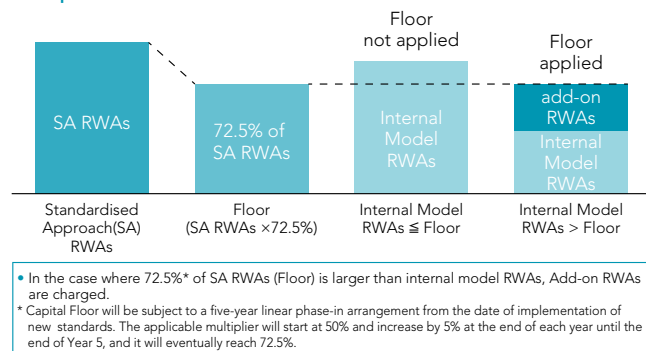 Floor
not applied
Floor
applied
SA RWAs
72.5% of
SA RWAs
Internal
Model
RWAs
add-on
RWAs
Internal
Model
RWAs
Standardised
Approach(SA)
RWAs
Floor
(SA RWAs ×72.5%)
Internal Model
RWAs ≦ Floor
Internal Model
RWAs > Floor
• In the case where 72.5%* of SA RWAs (Floor) is larger than internal model RWAs, Add-on RWAs
are charged.
* Capital Floor will be subject to a five-year linear phase-in arrangement from the date of implementation of
new standards. The applicable multiplier will start at 50% and increase by 5% at the end of each year until the
end of Year 5, and it will eventually reach 72.5%.